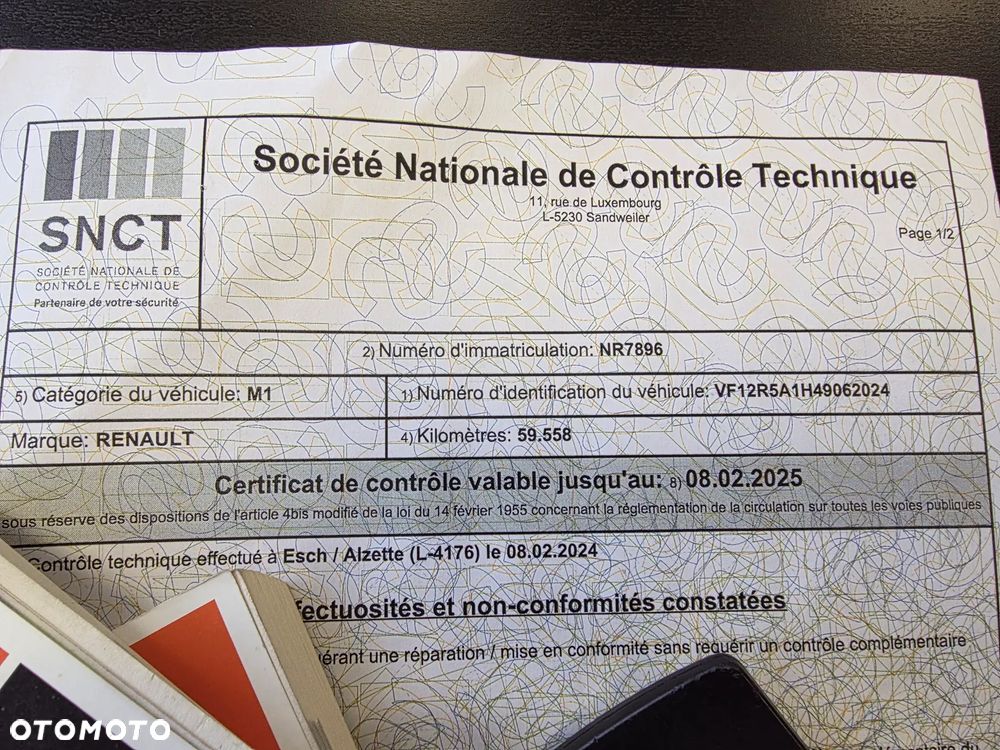 SNCT
SOCIÉTÉ NATIONALE DE
CONTRÔLE TECHNIQUE
Partenaire de votre sécurité
Société Nationale de Contrôle Technique
11, rue de Luxembourg
L-5230 Sandweiler
Page 1/2
2) Numéro d'immatriculation: NR7896
5) Catégorie du véhicule: M1
1) Numéro d'identification du véhicule: VF12R5A1H49062024
Marque: RENAULT
4) Kilomètres: 59.558
Certificat de contrôle valable jusqu'au: 8) 08.02.2025
sous réserve des dispositions de l'article 4bis modifié de la loi du 14 février 1955 concernant la réglementation de la circulation sur toutes les voies publiques
Contrôle technique effectué à Esch / Alzette (L-4176) le 08.02.2024
fectuosités et non-conformités constatées
érant une réparation / mise en conformité sans requérir un contrôle complémentaire
OTOMOTO